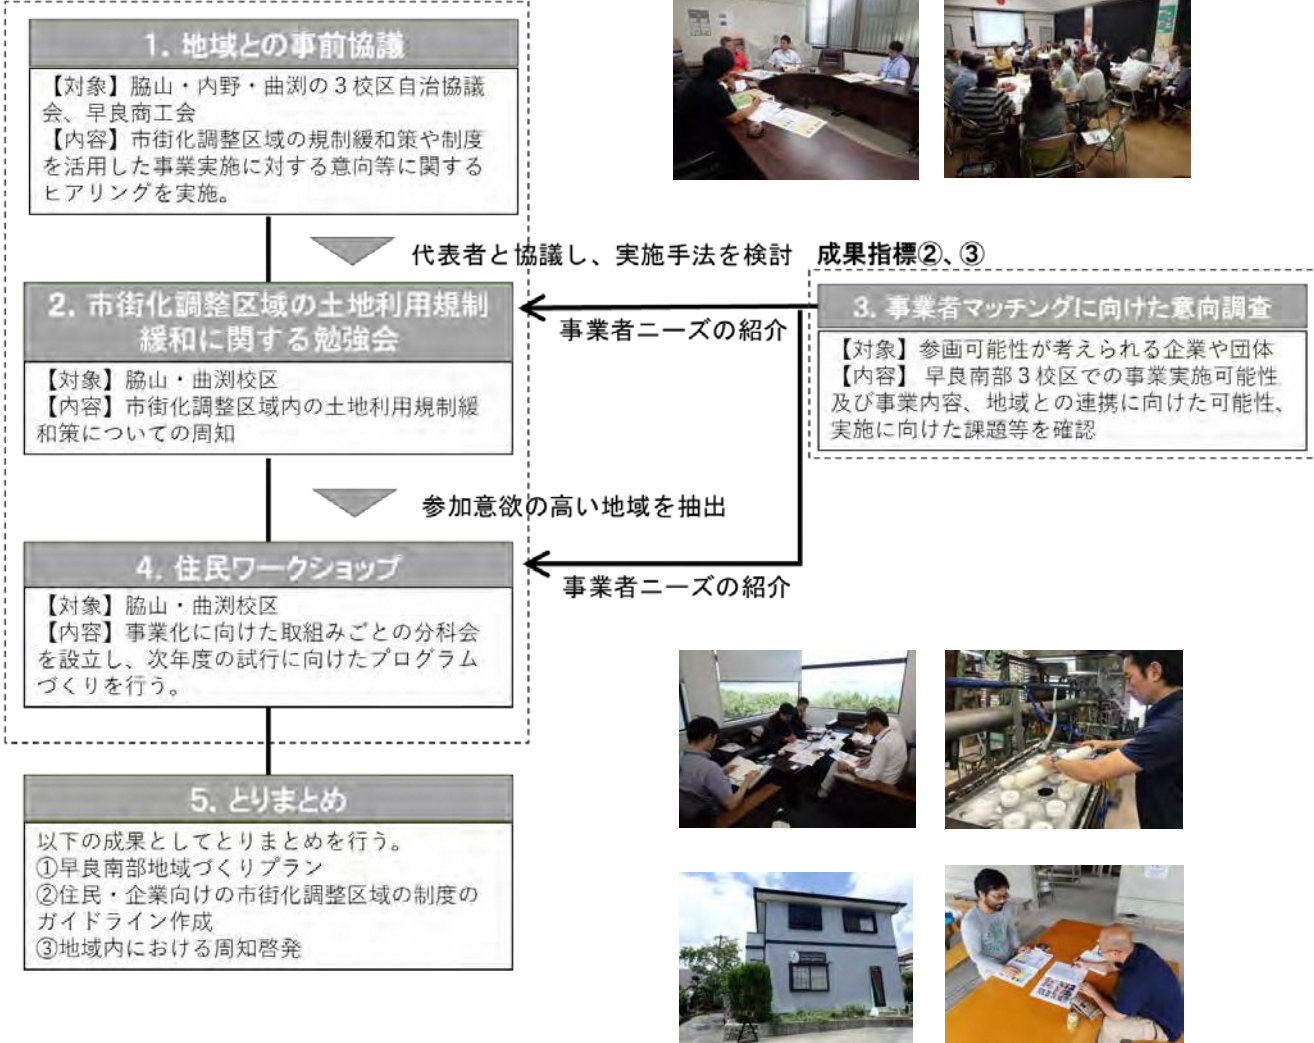 1. 地域との事前協議
【対象】脇山・内野・曲渕の3校区自治協議
会、早良商工会
【内容】市街化調整区域の規制緩和策や制度
を活用した事業実施に対する意向等に関する
ヒアリングを実施。
代表者と協議し、実施手法を検討
成果指標②、③
2. 市街化調整区域の土地利用規制
緩和に関する勉強会
【対象】脇山・曲渕校区
【内容】市街化調整区域内の土地利用規制緩
和策についての周知
事業者ニーズの紹介
3. 事業者マッチングに向けた意向調査
【対象】参画可能性が考えられる企業や団体
【内容】 早良南部3校区での事業実施可能性
及び事業内容、地域との連携に向けた可能性、
実施に向けた課題等を確認
参加意欲の高い地域を抽出
4. 住民ワークショップ
【対象】脇山・曲渕校区
【内容】事業化に向けた取組みごとの分科会
を設立し、次年度の試行に向けたプログラム
づくりを行う。
事業者ニーズの紹介
5. とりまとめ
以下の成果としてとりまとめを行う。
①早良南部地域づくりプラン
②住民・企業向けの市街化調整区域の制度の
ガイドライン作成
③地域内における周知啓発